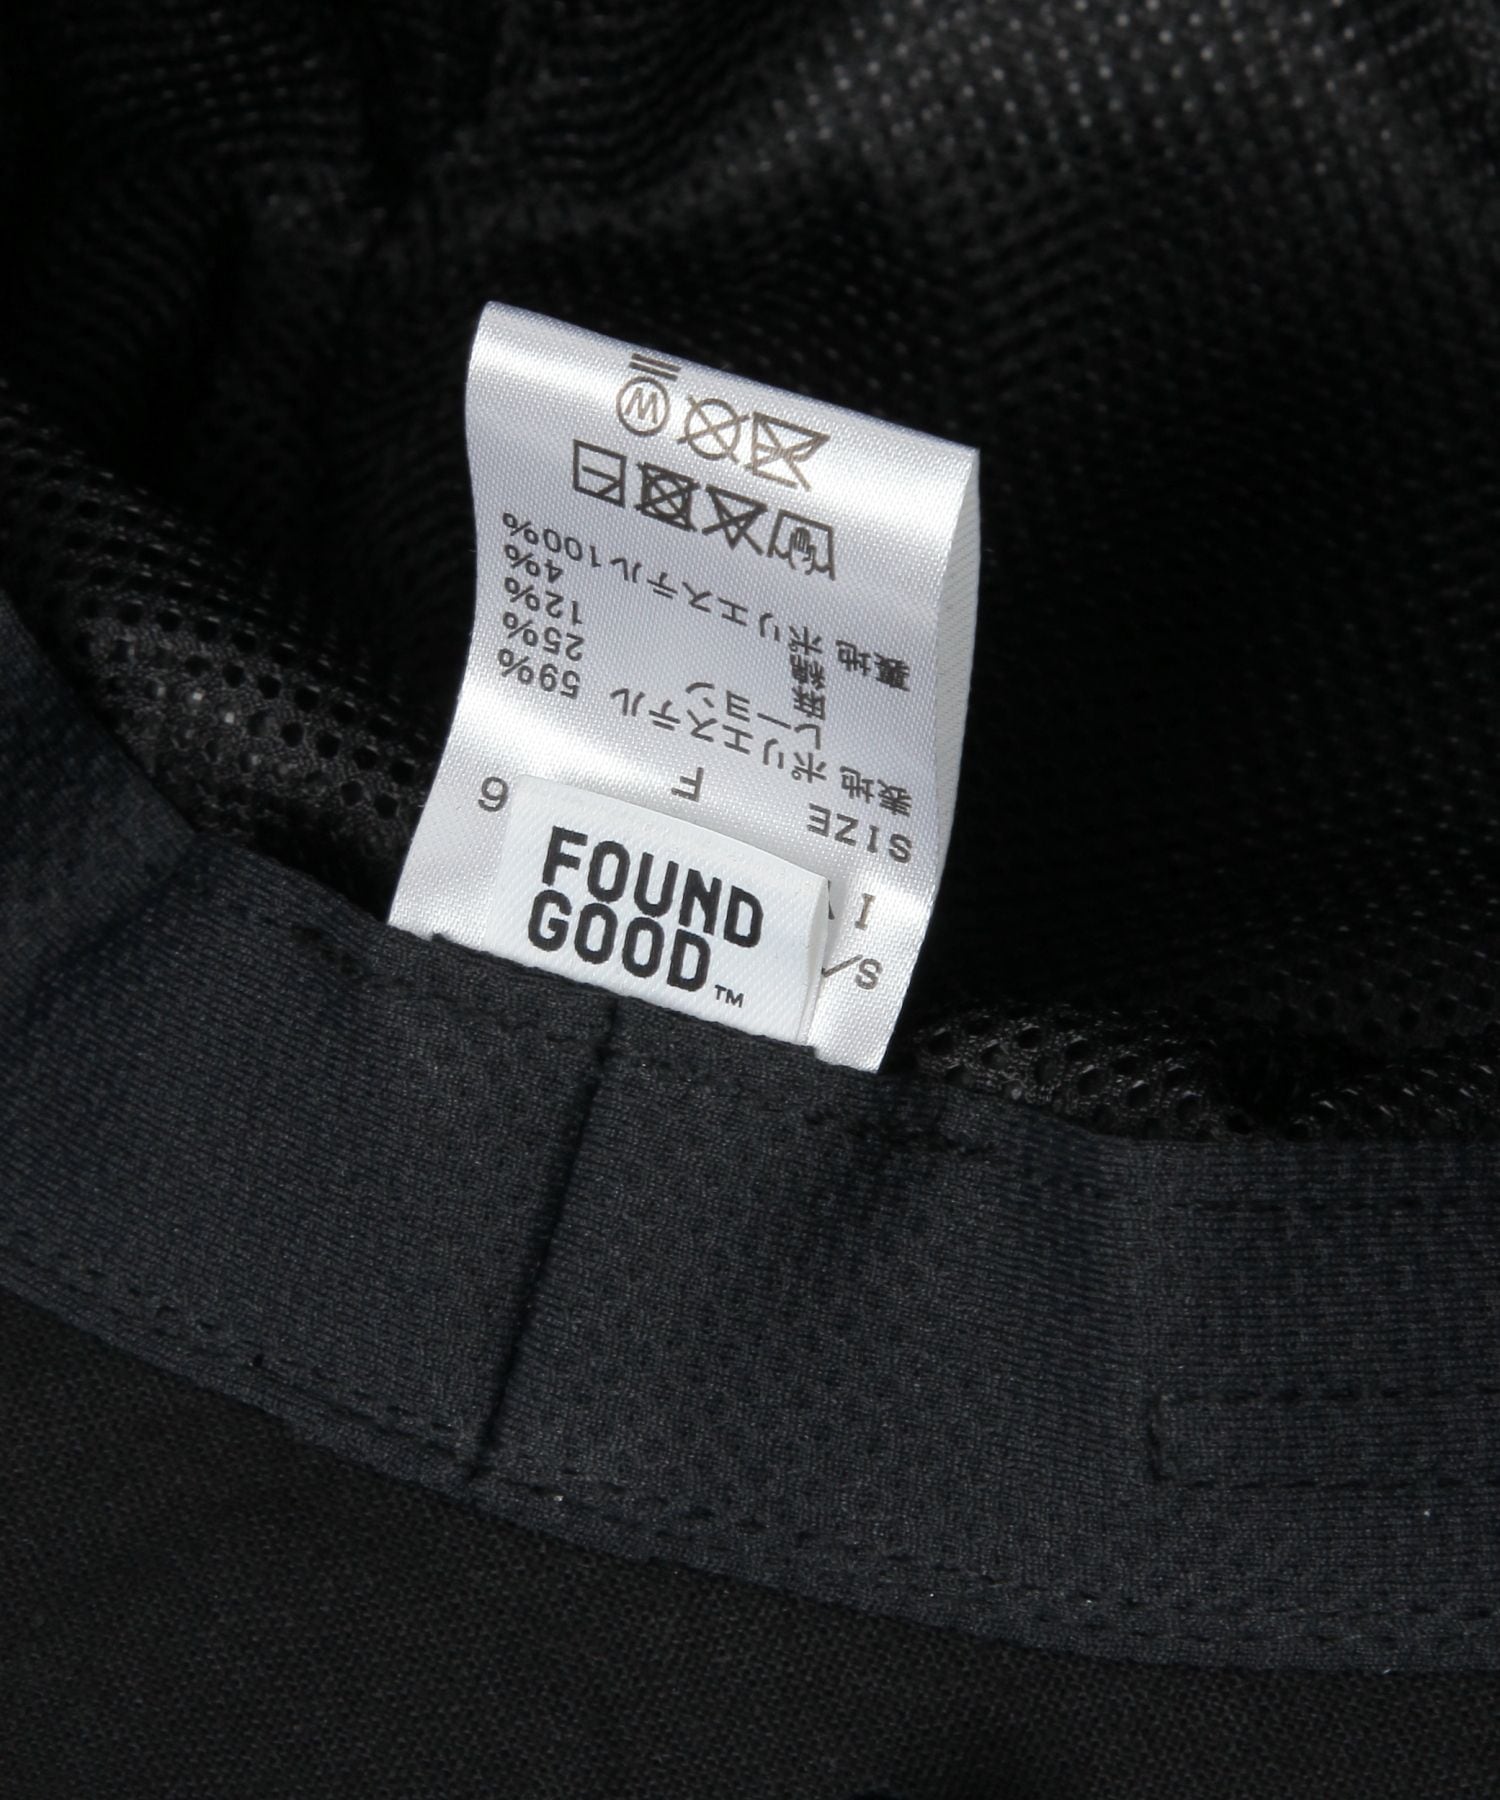 FOUND
GOOD™
SIZE F
表地 ポリエステル 59%
レーヨン 25%
麻 12%
綿 4%
裏地 ポリエステル100%
W